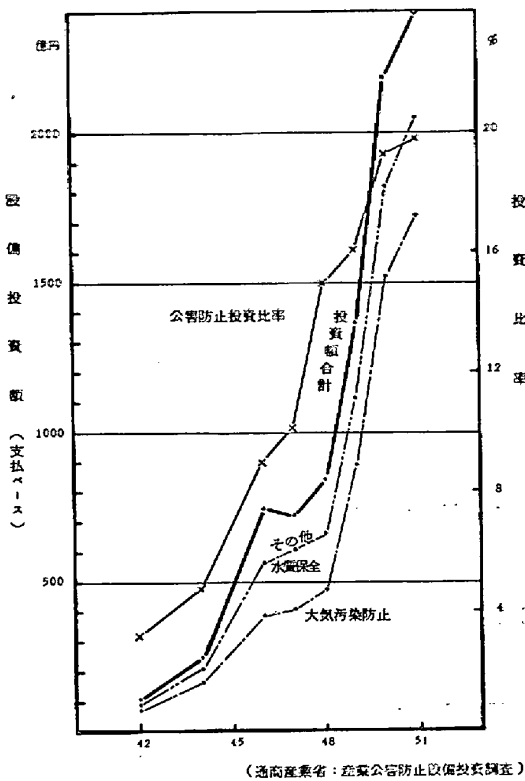 億円
%
2000
1500
1000
500
20
16
12
8
4
設備投資額(支払ベース)
投資比率
公害防止投資比率
投資額合計
その他
水質保全
大気汚染防止
42
45
48
51
(通商産業省:産業公害防止設備投資調査)